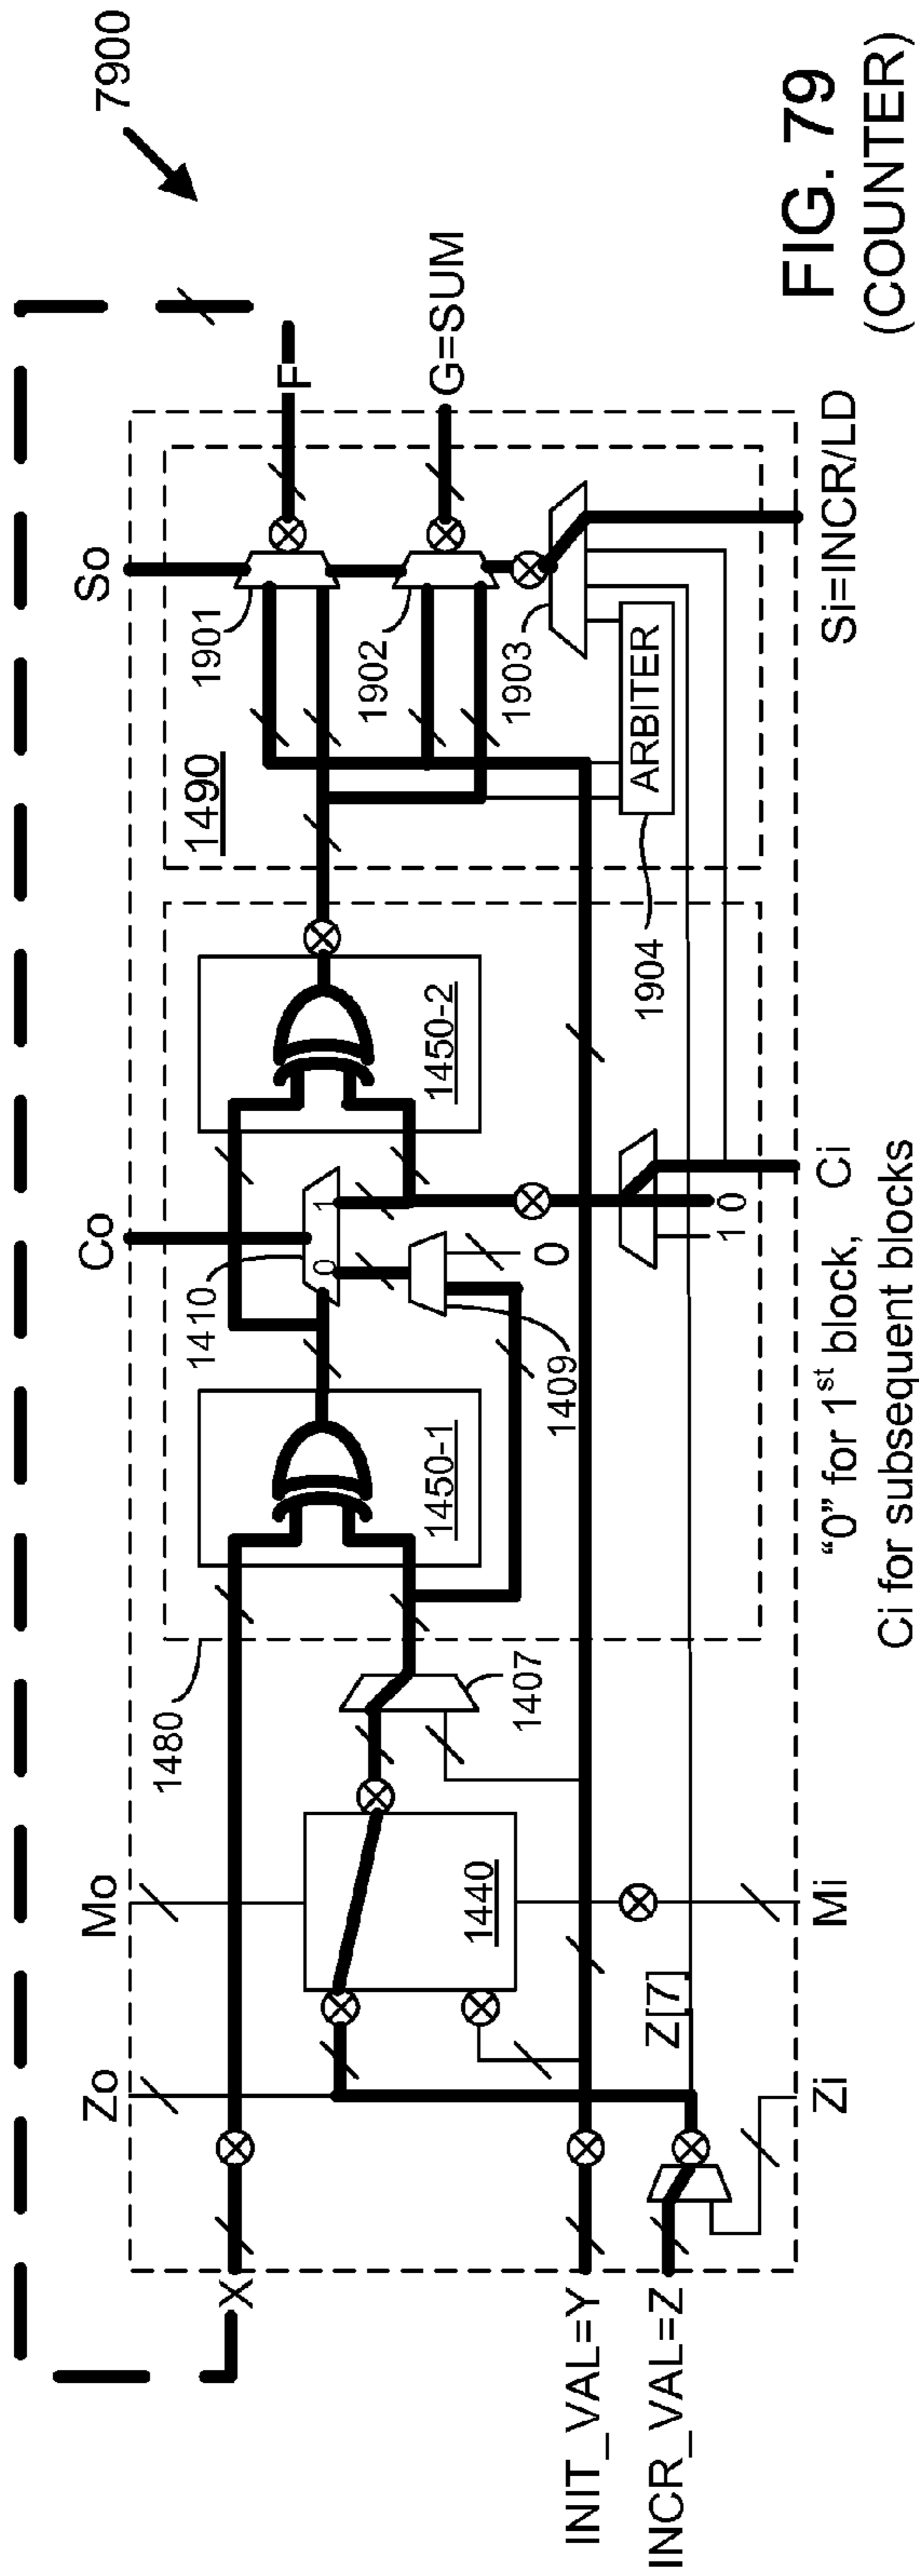 7900
So
Co
Mo
Zo
F
G=SUM
X
INIT_VAL=Y
INCR_VAL=Z
1480
1450-1
1410
0
1
1450-2
1490
1901
1902
1903
ARBITER
1904
1440
1407
1409
0
1
0
Z[7]
Zi
Mi
Ci
Si=INCR/LD
“0” for 1st block,
Ci for subsequent blocks
FIG. 79
(COUNTER)